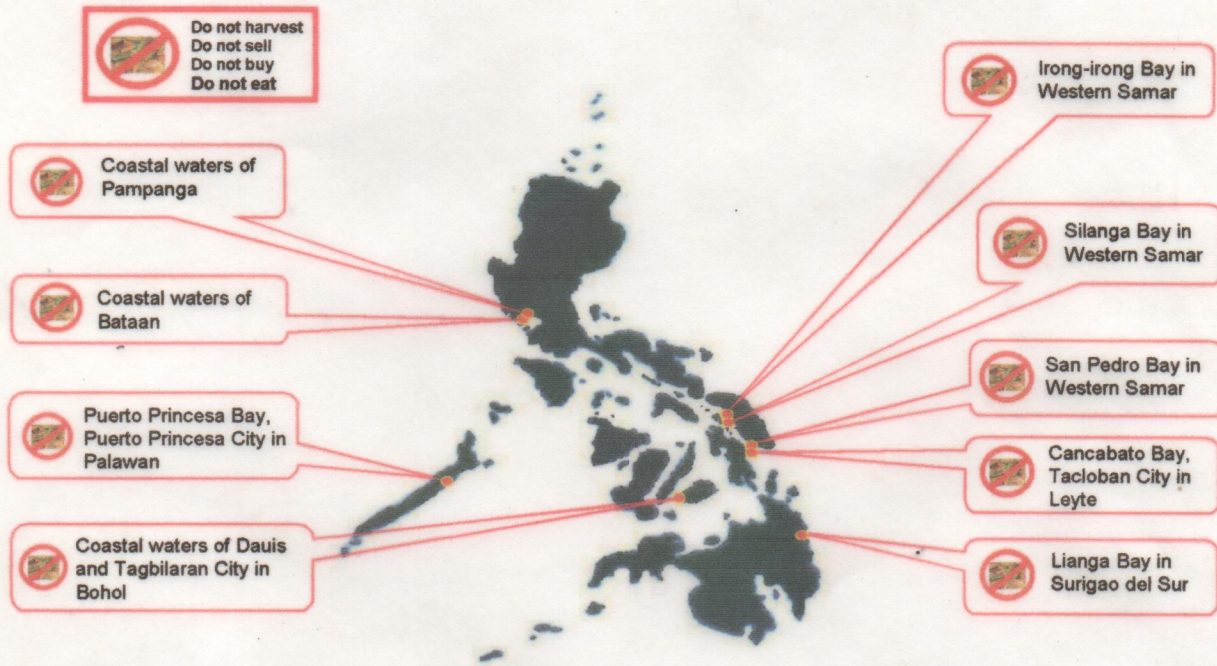 Do not harvest
Do not sell
Do not buy
Do not eat
Coastal waters of
Pampanga
Coastal waters of
Bataan
Puerto Princesa Bay,
Puerto Princesa City in
Palawan
Coastal waters of Dauis
and Tagbilaran City in
Bohol
Irong-irong Bay in
Western Samar
Silanga Bay in
Western Samar
San Pedro Bay in
Western Samar
Cancabato Bay,
Tacloban City in
Leyte
Lianga Bay in
Surigao del Sur